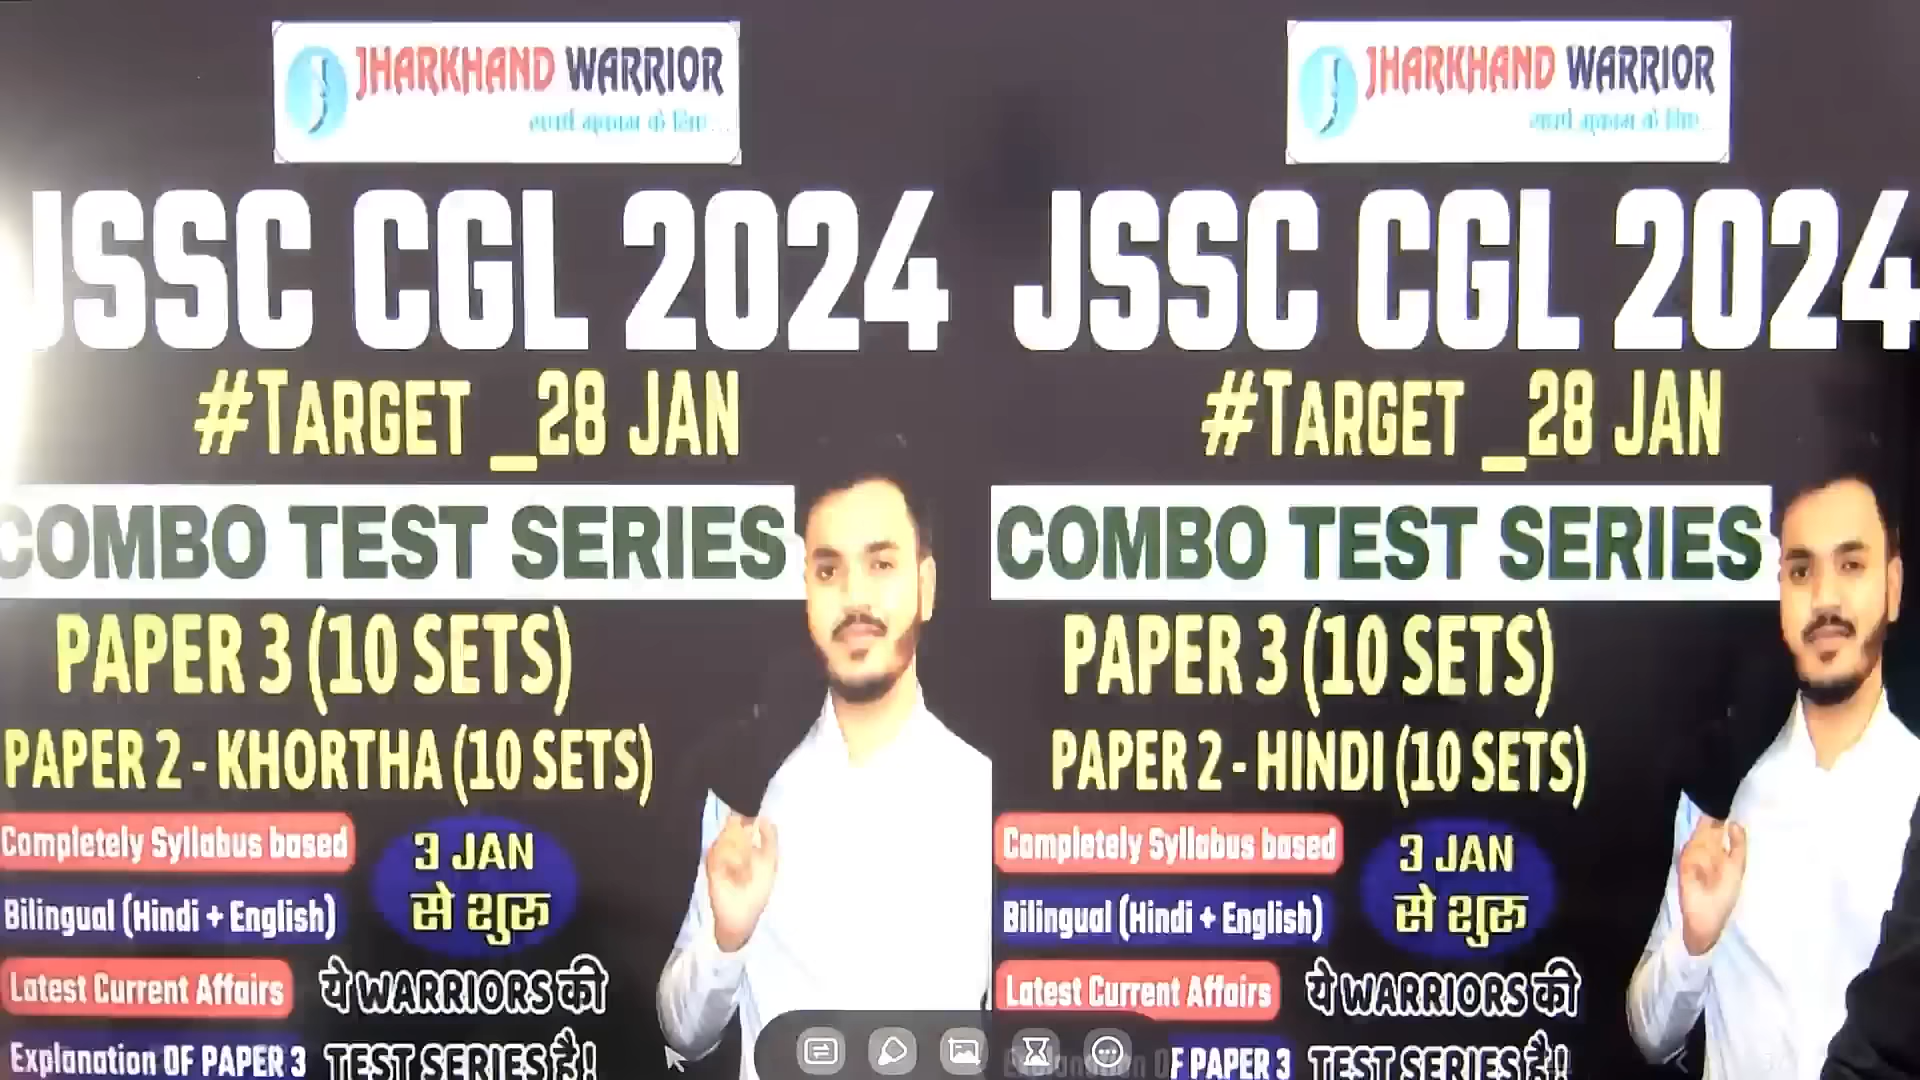 JHARKHAND WARRIOR
JSSC CGL 2024
#TARGET _28 JAN
COMBO TEST SERIES
PAPER 3 (10 SETS)
PAPER 2 - KHORTHA (10 SETS)
Completely Syllabus based
3 JAN
से शुरू
Bilingual (Hindi + English)
Latest Current Affairs
ये WARRIORS की
Explanation OF PAPER 3
TEST SERIES है!
JHARKHAND WARRIOR
JSSC CGL 2024
#TARGET _28 JAN
COMBO TEST SERIES
PAPER 3 (10 SETS)
PAPER 2 - HINDI (10 SETS)
Completely Syllabus based
3 JAN
से शुरू
Bilingual (Hindi + English)
Latest Current Affairs
ये WARRIORS की
Explanation OF PAPER 3
TEST SERIES है!